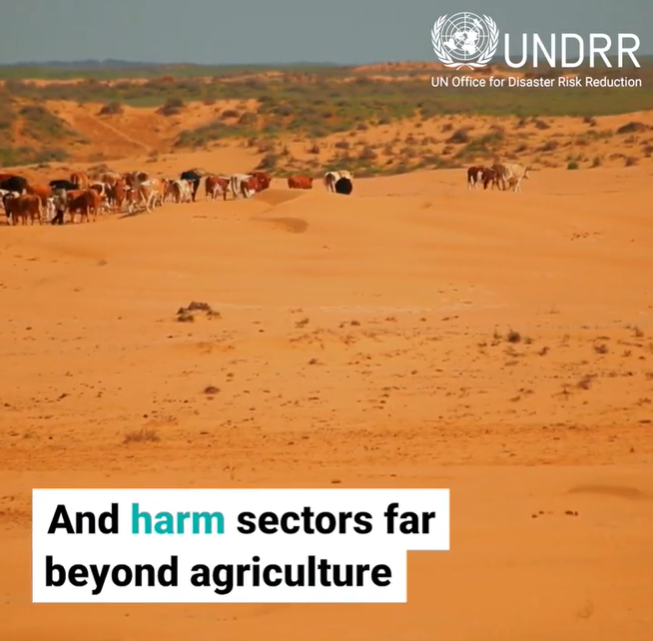 UNDRR
UN Office for Disaster Risk Reduction
And harm sectors far
beyond agriculture